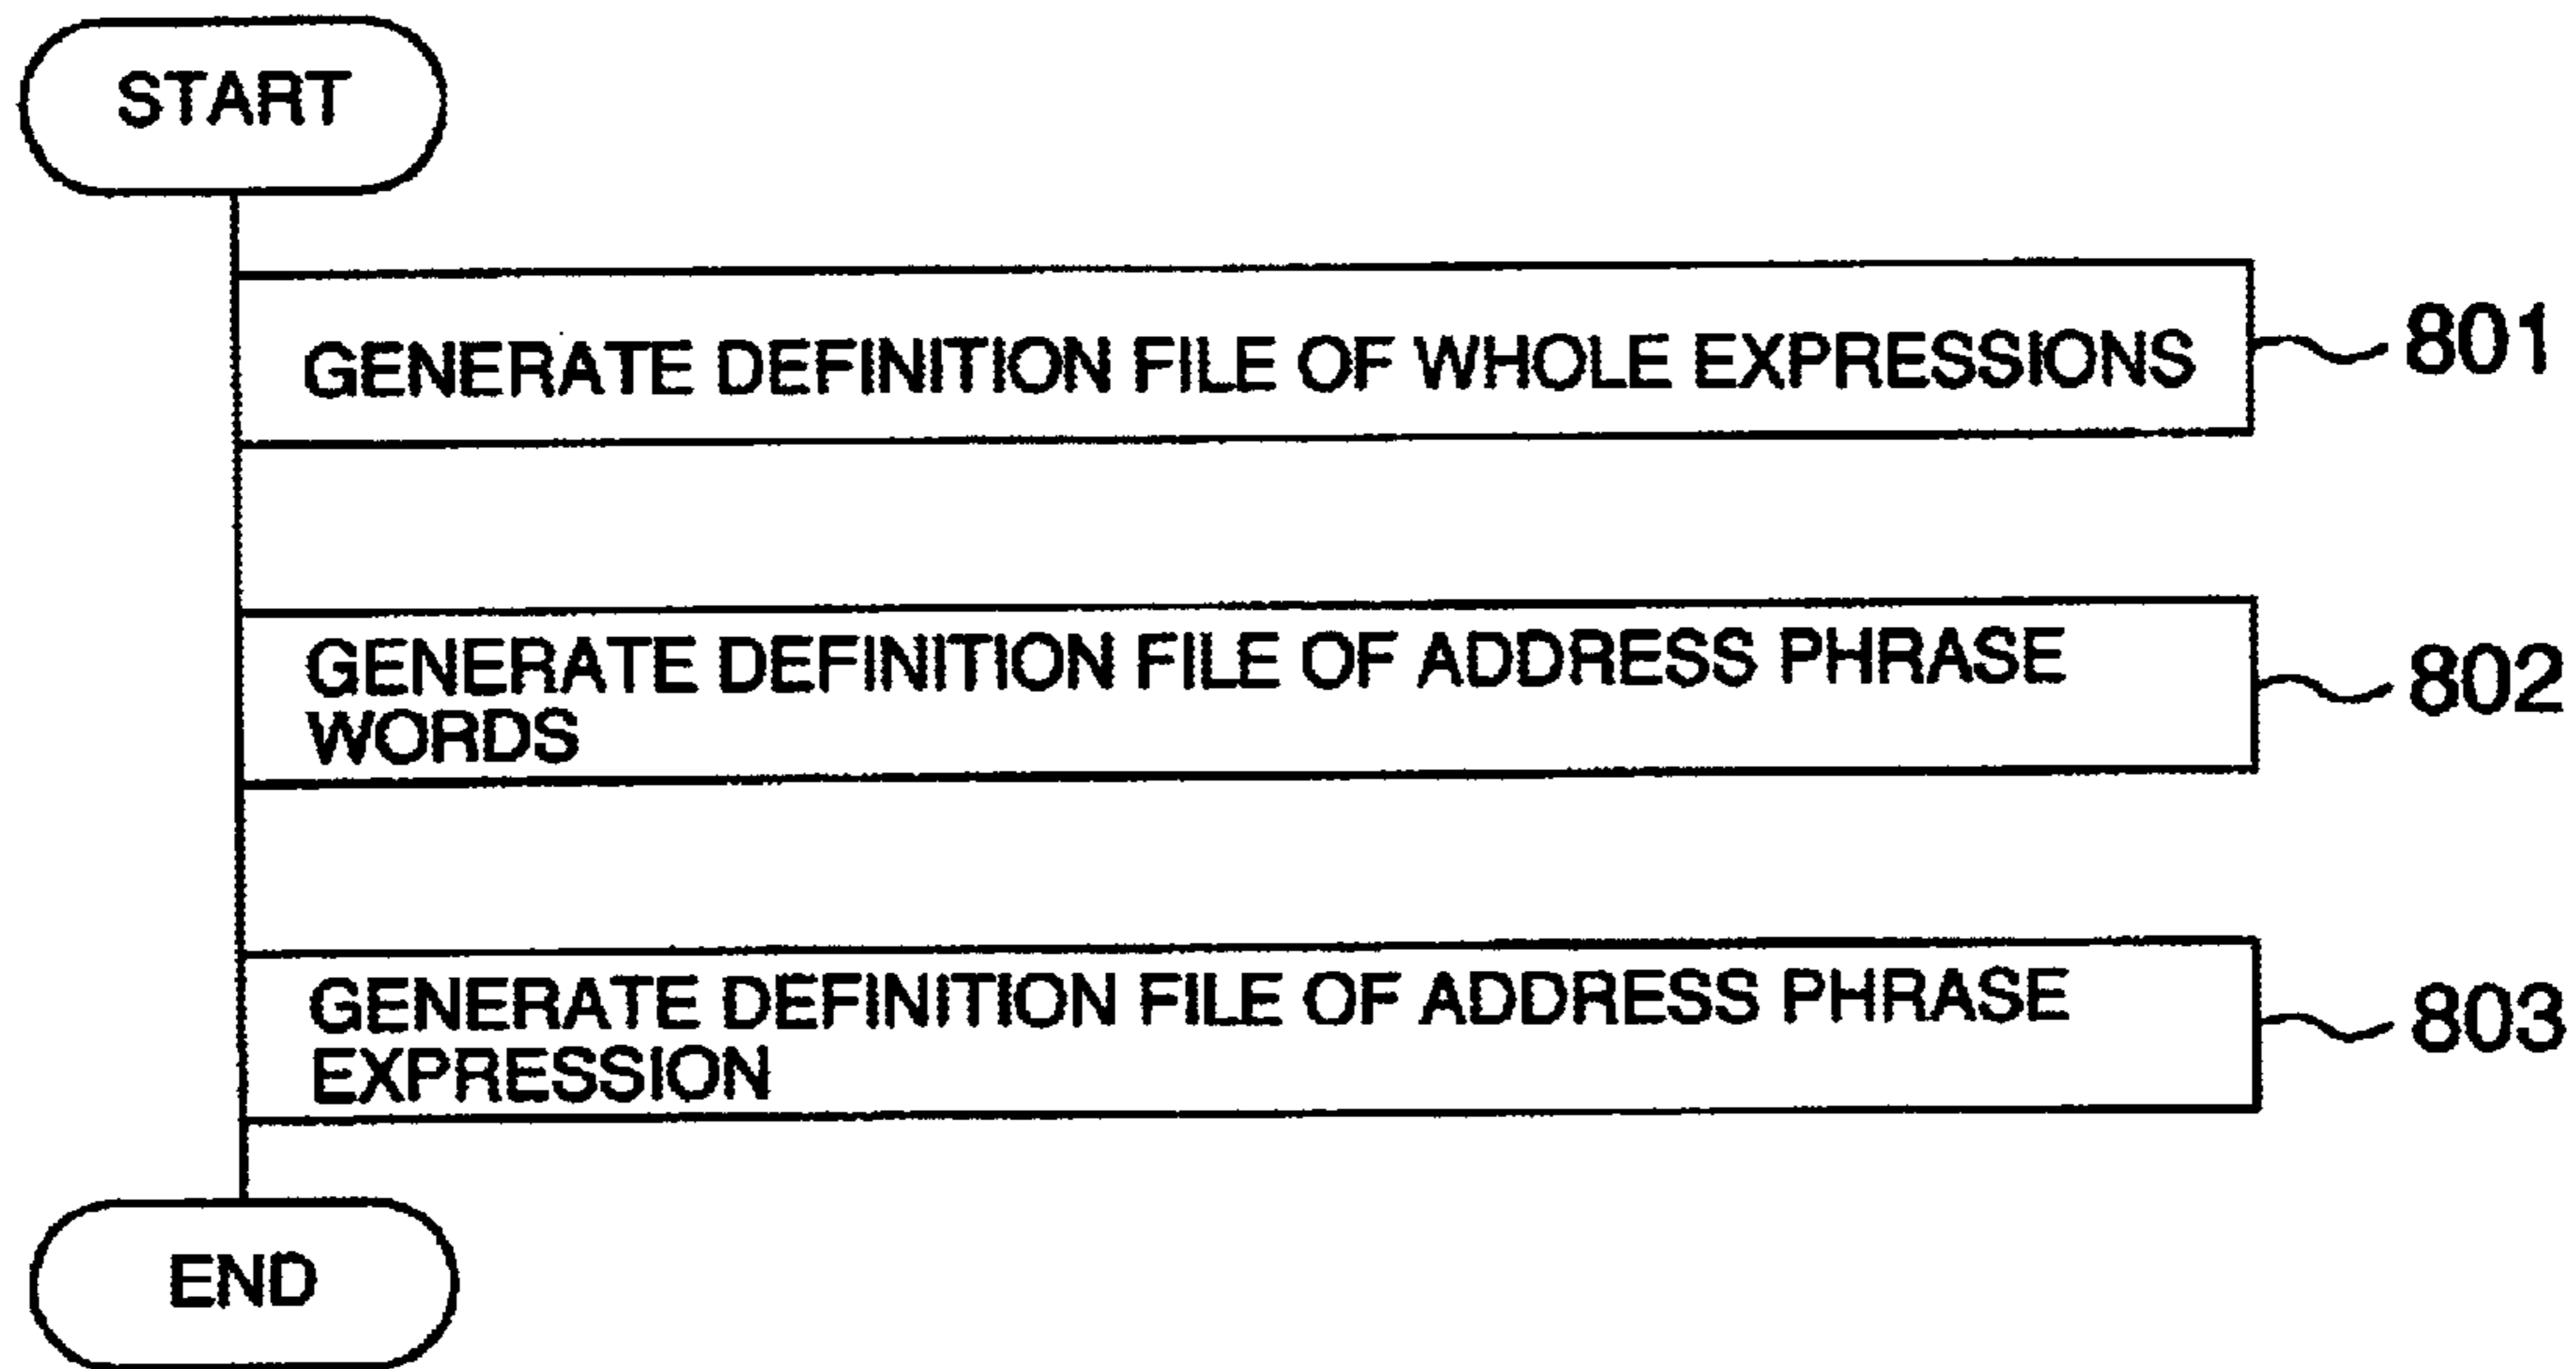 START
GENERATE DEFINITION FILE OF WHOLE EXPRESSIONS
801
GENERATE DEFINITION FILE OF ADDRESS PHRASE
WORDS
802
GENERATE DEFINITION FILE OF ADDRESS PHRASE
EXPRESSION
803
END